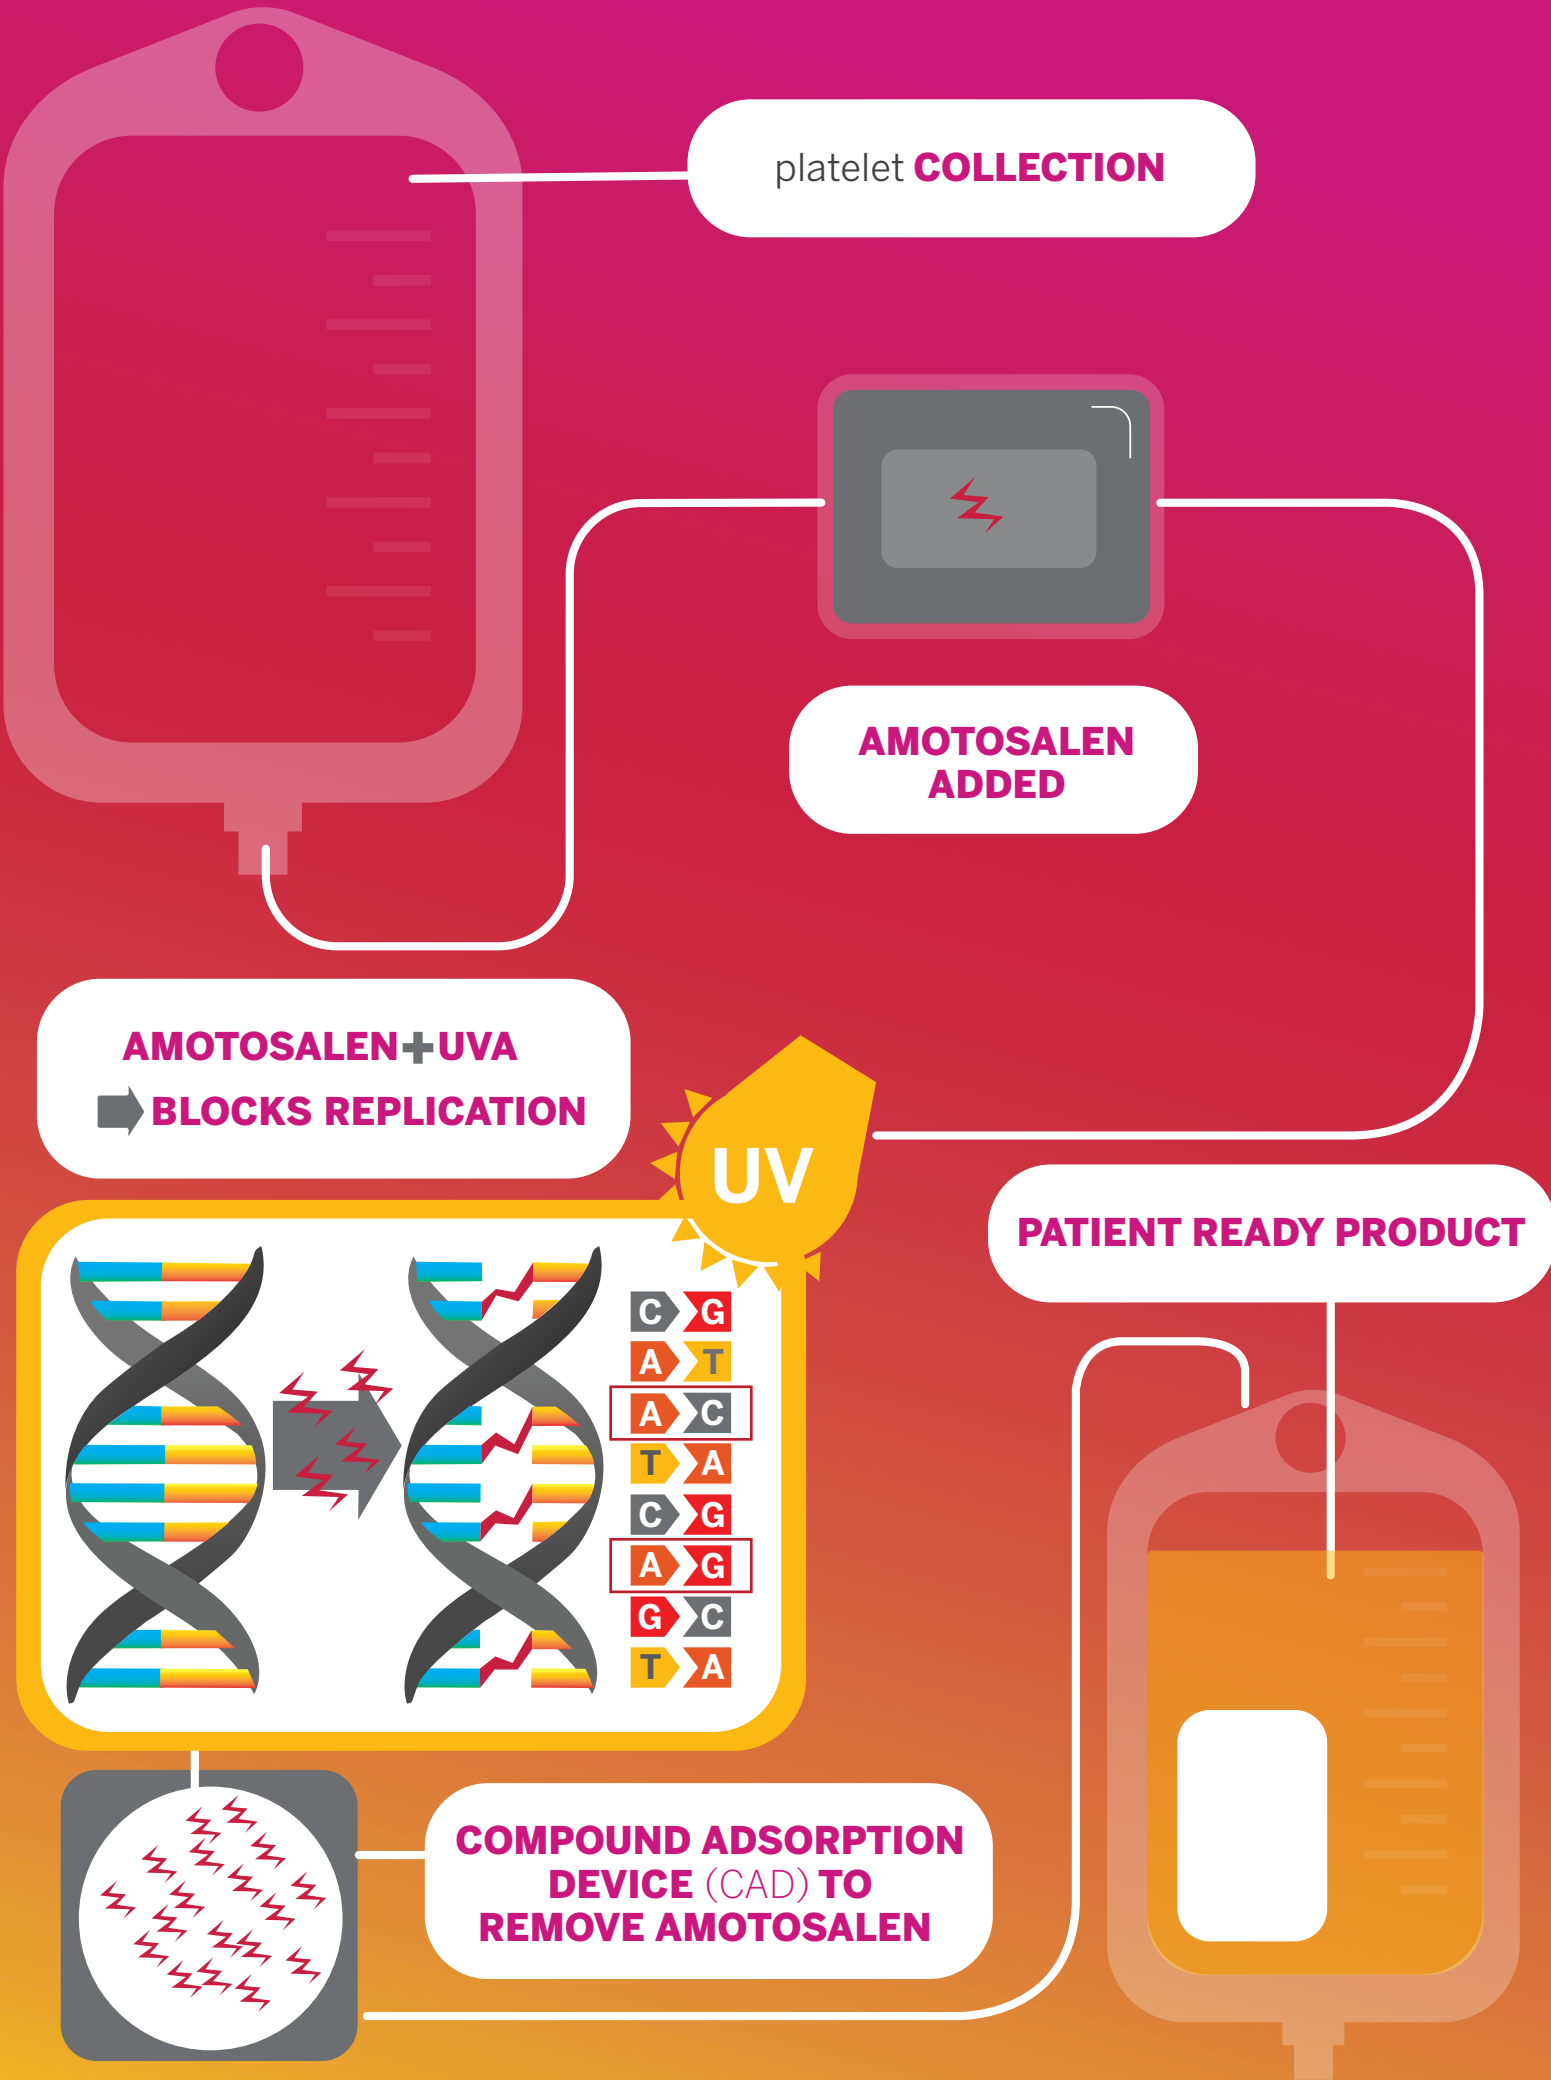 platelet COLLECTION
AMOTOSALEN
ADDED
AMOTOSALEN+UVA
BLOCKS REPLICATION
UV
PATIENT READY PRODUCT
C G
A T
A C
T A
C G
A G
G C
T A
COMPOUND ADSORPTION
DEVICE (CAD) TO
REMOVE AMOTOSALEN